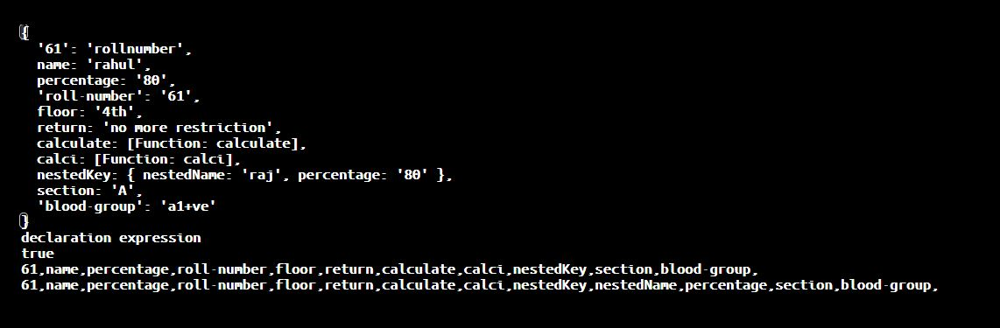 {
'61': 'rollnumber',
name: 'rahul',
percentage: '80',
'roll-number': '61',
floor: '4th',
return: 'no more restriction',
calculate: [Function: calculate],
calci: [Function: calci],
nestedKey: { nestedName: 'raj', percentage: '80' },
section: 'A',
'blood-group': 'a1+ve'
}
declaration expression
true
61,name,percentage,roll-number,floor,return,calculate,calci,nestedKey,section,blood-group,
61,name,percentage,roll-number,floor,return,calculate,calci,nestedKey,nestedName,percentage,section,blood-group,